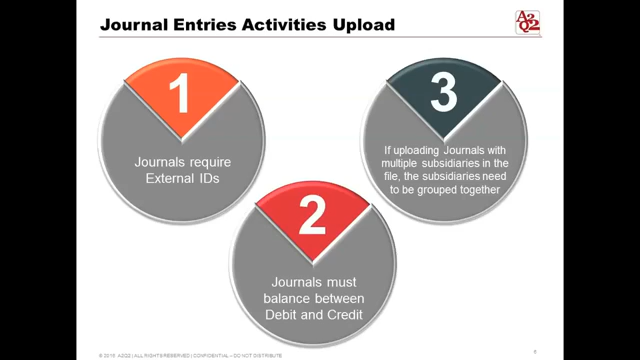 Journal Entries Activities Upload
A2
Q2
1
Journals require
External IDs
2
Journals must
balance between
Debit and Credit
3
If uploading Journals with
multiple subsidiaries in the
file, the subsidiaries need
to be grouped together
A2Q2 | ALL RIGHTS RESERVED | CONFIDENTIAL – DO NOT DISTRIBUTE